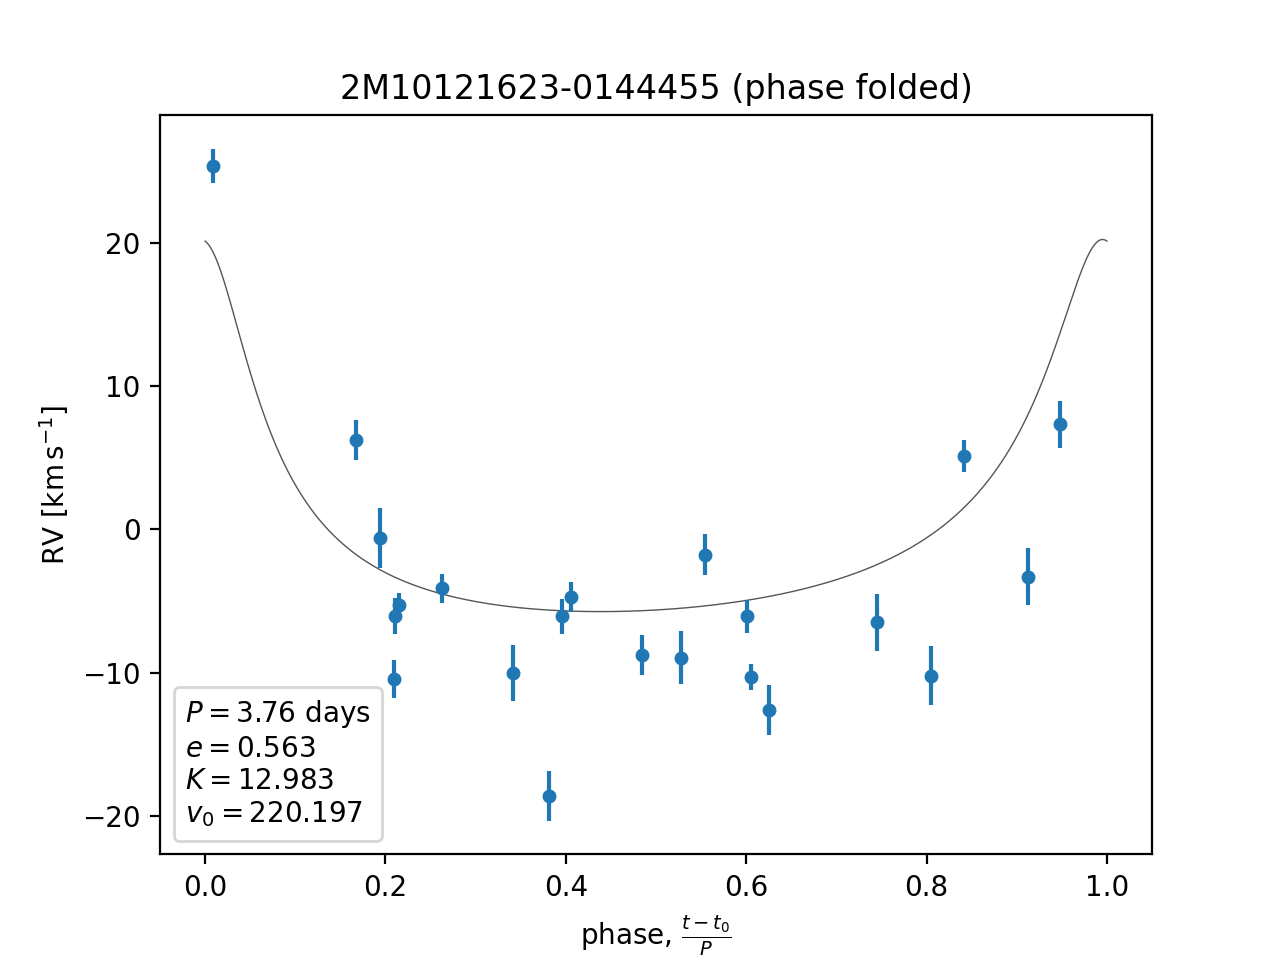 2M10121623-0144455 (phase folded)
RV [km s⁻¹]
20
10
0
−10
−20
P = 3.76 days
e = 0.563
K = 12.983
v₀ = 220.197
0.0 0.2 0.4 0.6 0.8 1.0
phase, (t − t₀)/P